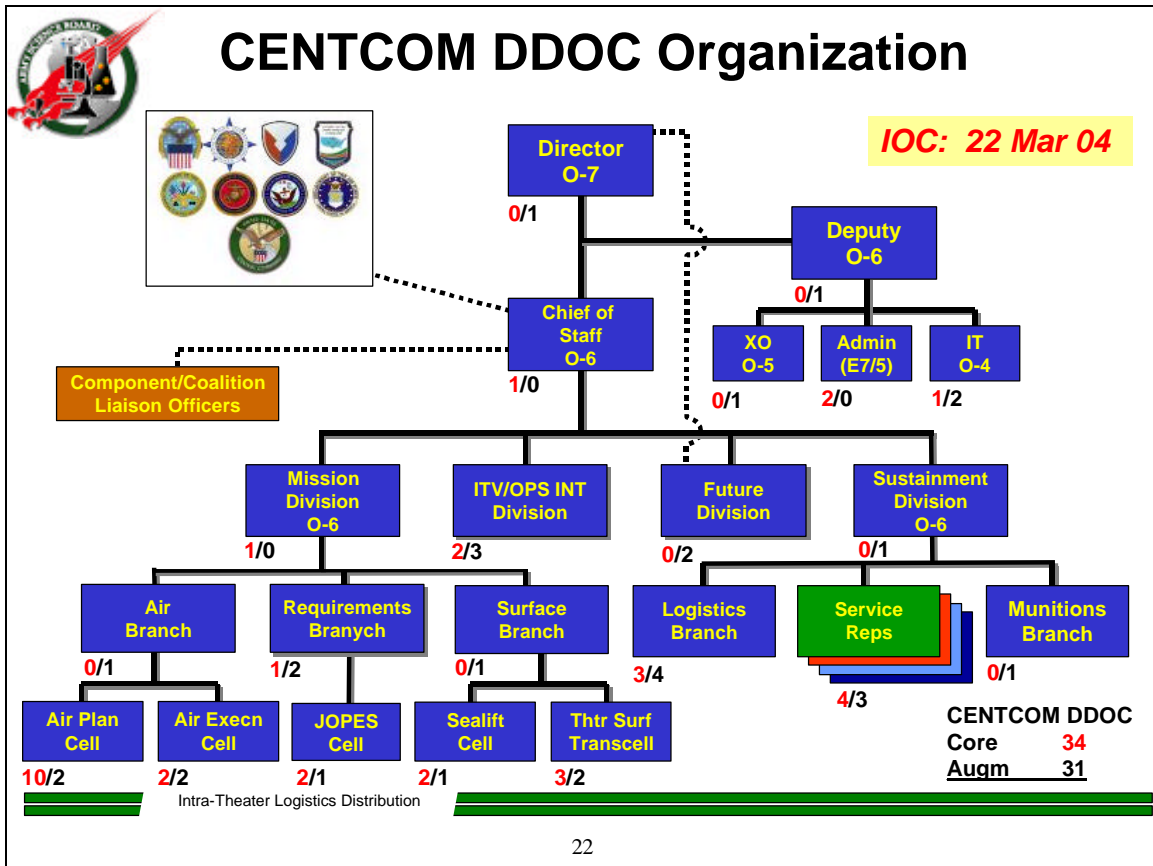 CENTCOM DDOC Organization
ARMY SCIENCE BOARD
IOC: 22 Mar 04
Director
O-7
0/1
Deputy
O-6
0/1
Chief of
Staff
O-6
1/0
XO
O-5
0/1
Admin
(E7/5)
2/0
IT
O-4
1/2
Component/Coalition
Liaison Officers
Mission
Division
O-6
1/0
ITV/OPS INT
Division
2/3
Future
Division
0/2
Sustainment
Division
O-6
0/1
Air
Branch
0/1
Requirements
Branych
1/2
Surface
Branch
0/1
Logistics
Branch
3/4
Service
Reps
4/3
Munitions
Branch
0/1
Air Plan
Cell
10/2
Air Execn
Cell
2/2
JOPES
Cell
2/1
Sealift
Cell
2/1
Thtr Surf
Transcell
3/2
CENTCOM DDOC
Core 34
Augm 31
Intra-Theater Logistics Distribution
22